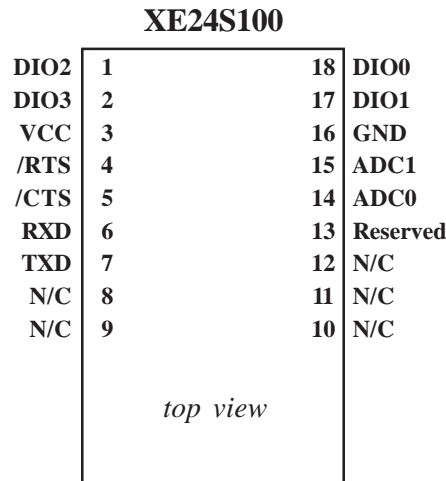 XE24S100
DIO2 1 18 DIO0
DIO3 2 17 DIO1
VCC 3 16 GND
/RTS 4 15 ADC1
/CTS 5 14 ADC0
RXD 6 13 Reserved
TXD 7 12 N/C
N/C 8 11 N/C
N/C 9 10 N/C
top view